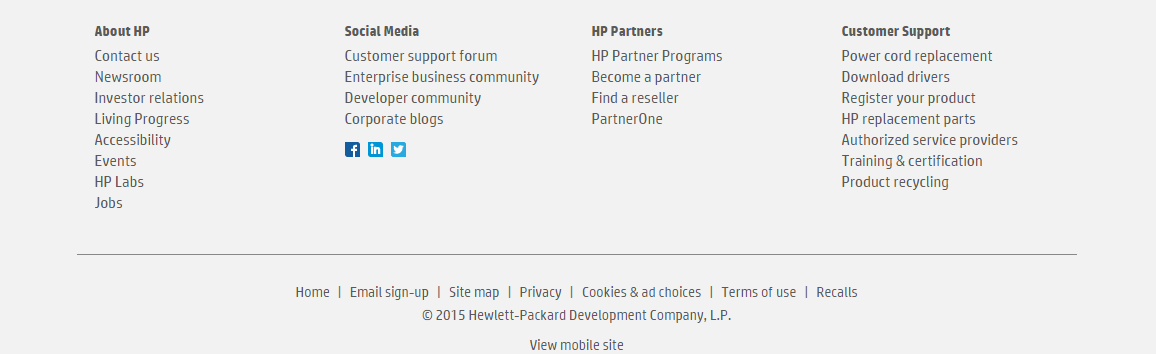 About HP
Contact us
Newsroom
Investor relations
Living Progress
Accessibility
Events
HP Labs
Jobs
Social Media
Customer support forum
Enterprise business community
Developer community
Corporate blogs
HP Partners
HP Partner Programs
Become a partner
Find a reseller
PartnerOne
Customer Support
Power cord replacement
Download drivers
Register your product
HP replacement parts
Authorized service providers
Training & certification
Product recycling
Home | Email sign-up | Site map | Privacy | Cookies & ad choices | Terms of use | Recalls
© 2015 Hewlett-Packard Development Company, L.P.
View mobile site